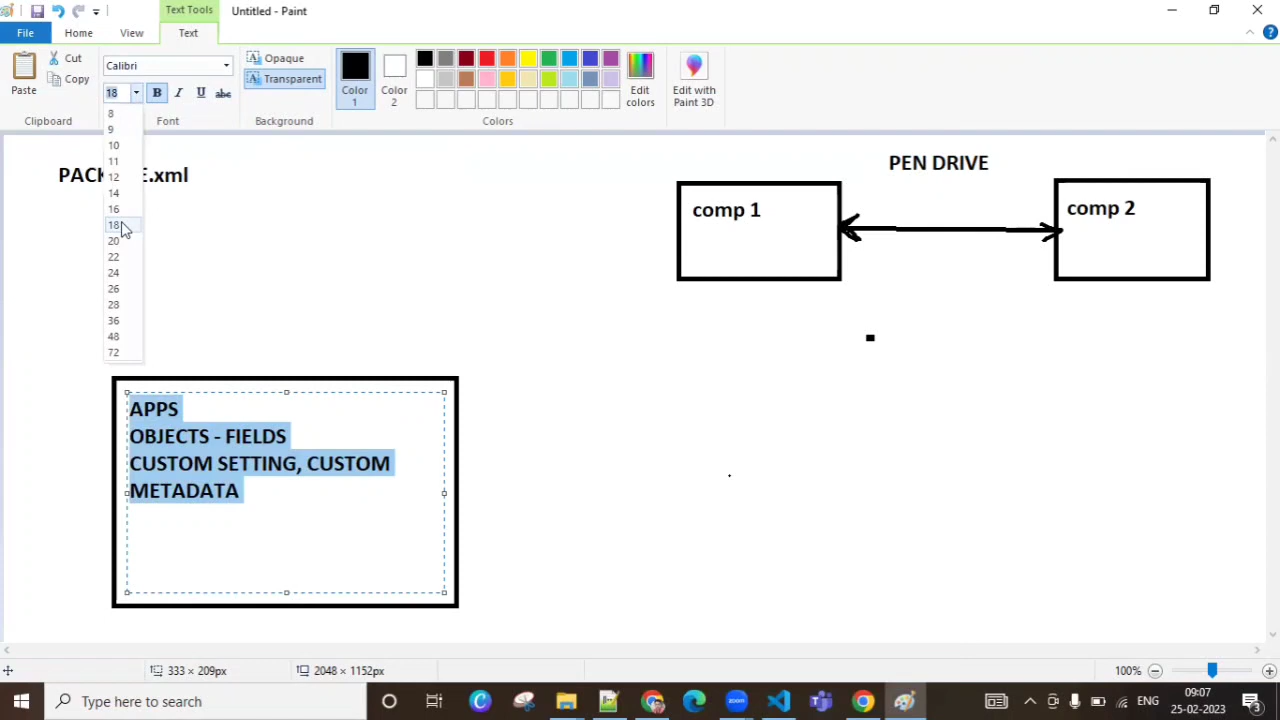 Text Tools
Untitled - Paint
File
Home
View
Text
Paste
Cut
Copy
Clipboard
Calibri
18
B I U abc
Font
Opaque
Transparent
Background
Color 1
Color 2
Edit colors
Colors
Edit with Paint 3D
8
9
10
11
12
14
16
18
20
22
24
26
28
36
48
72
.xml
PEN DRIVE
comp 1
comp 2
APPS
OBJECTS - FIELDS
CUSTOM SETTING, CUSTOM
METADATA
333 × 209px
2048 × 1152px
100%
Type here to search
zoom
ENG
09:07
25-02-2023
3